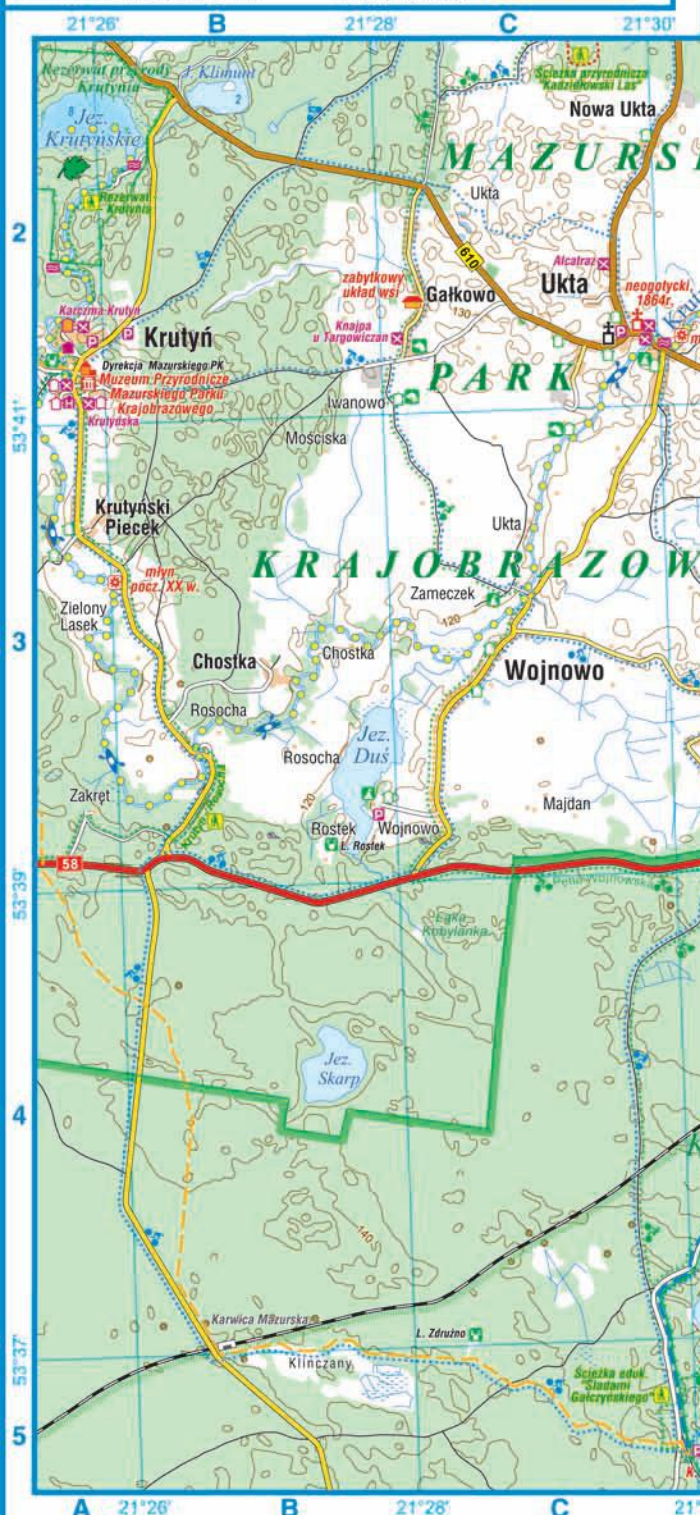 21°26'
B
21°28'
C
21°30'
Rezerwat przyrody
Krutynia
J. Klimunt
2
8
Jez.
Krutyńskie
Ścieżka przyrodnicza
"Kadzidłowski Las"
Nowa Ukta
MAZURS
Rezerwat
Krutynia
Ukta
2
610
Alcatraz
Ukta
neogotycki,
1864r.
zabytkowy
układ wsi
Gałkowo
130
Karczma Krutyń
Krutyń
Knajpa
u Targowiczan
Dyrekcja Mazurskiego PK
Muzeum Przyrodnicze
Mazurskiego Parku
Krajobrazowego
PARK
Krutyńska
Iwanowo
53°41'
Mościska
Krutyński
Piecek
Ukta
KRAJOBRAZOW
młyn
pocz. XX w.
Zameczek
Zielony
Lasek
120
3
Chostka
Chostka
Wojnowo
Rosocha
Jez.
Duś
Rosocha
120
Zakręt
Majdan
Krutyń - Rosocha
Rostek
Wojnowo
L. Rostek
58
53°39'
Łąka
Kobylanka
Jez.
Skarp
4
140
Karwica Mazurska
L. Zdrużno
53°37'
Klinczany
Ścieżka eduk.
"Śladami
Gałczyńskiego"
5
A
21°26'
B
21°28'
C